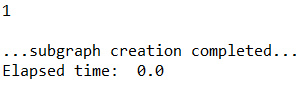 1
...subgraph creation completed...
Elapsed time:  0.0